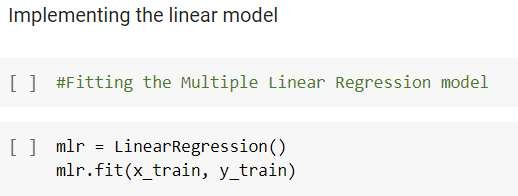 Implementing the linear model
[ ] #Fitting the Multiple Linear Regression model
[ ] mlr = LinearRegression()
mlr.fit(x_train, y_train)